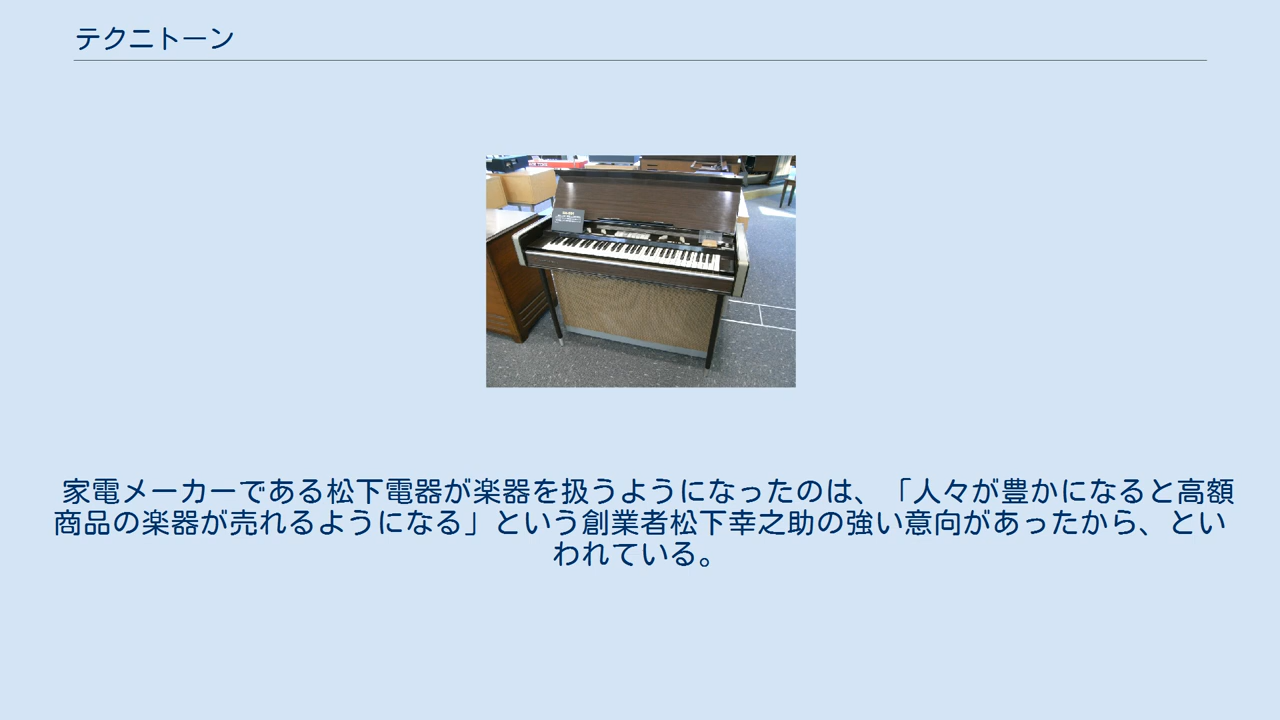 テクニトーン
家電メーカーである松下電器が楽器を扱うようになったのは、「人々が豊かになると高額
商品の楽器が売れるようになる」という創業者松下幸之助の強い意向があったから、とい
われている。